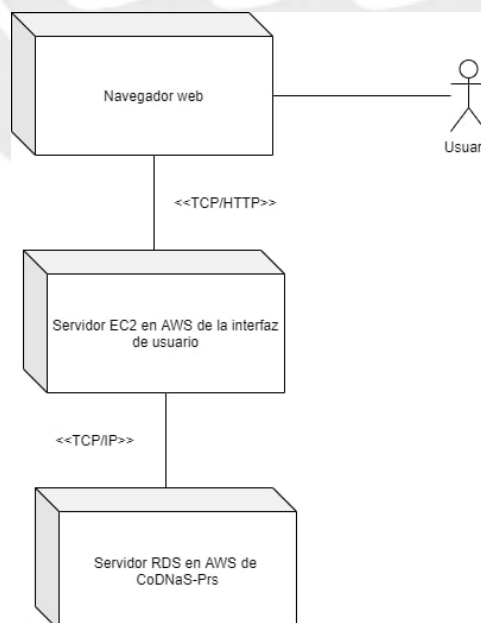 Navegador web
Usuar
<<TCP/HTTP>>
Servidor EC2 en AWS de la interfaz
de usuario
<<TCP/IP>>
Servidor RDS en AWS de
CoDNaS-Prs